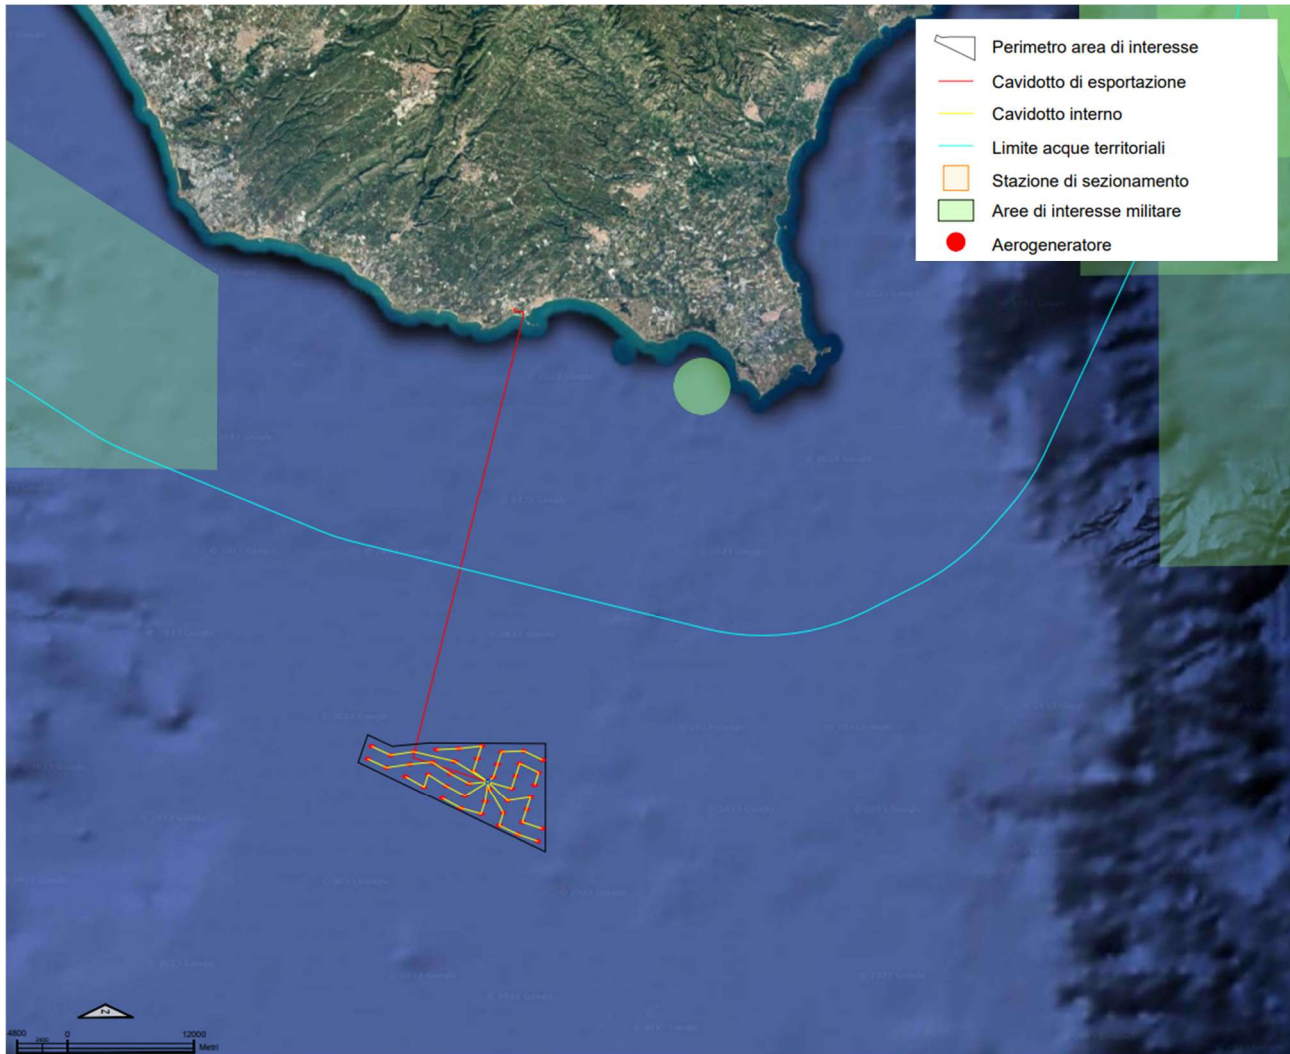 Perimetro area di interesse
Cavidotto di esportazione
Cavidotto interno
Limite acque territoriali
Stazione di sezionamento
Aree di interesse militare
Aerogeneratore
N
4800 0 12000
2400
Metri